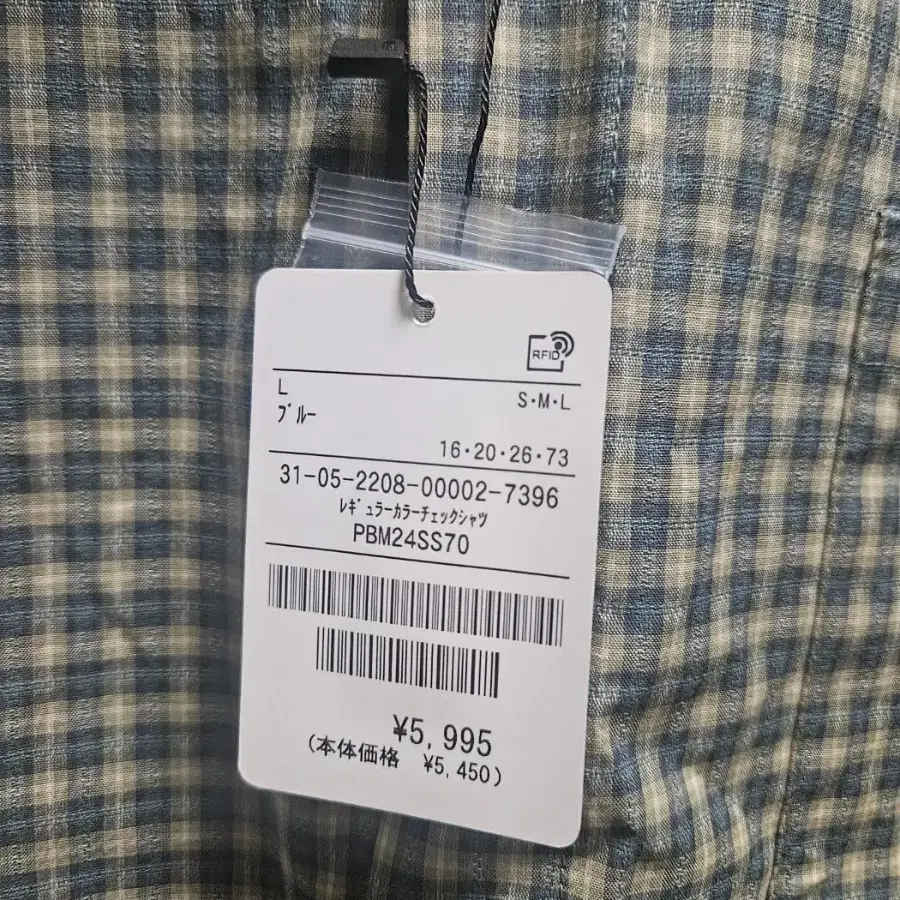 RFID
L
S・M・L
ブルー
16・20・26・73
31-05-2208-00002-7396
レギュラーカラーチェックシャツ
PBM24SS70
¥5,995
(本体価格 ¥5,450)